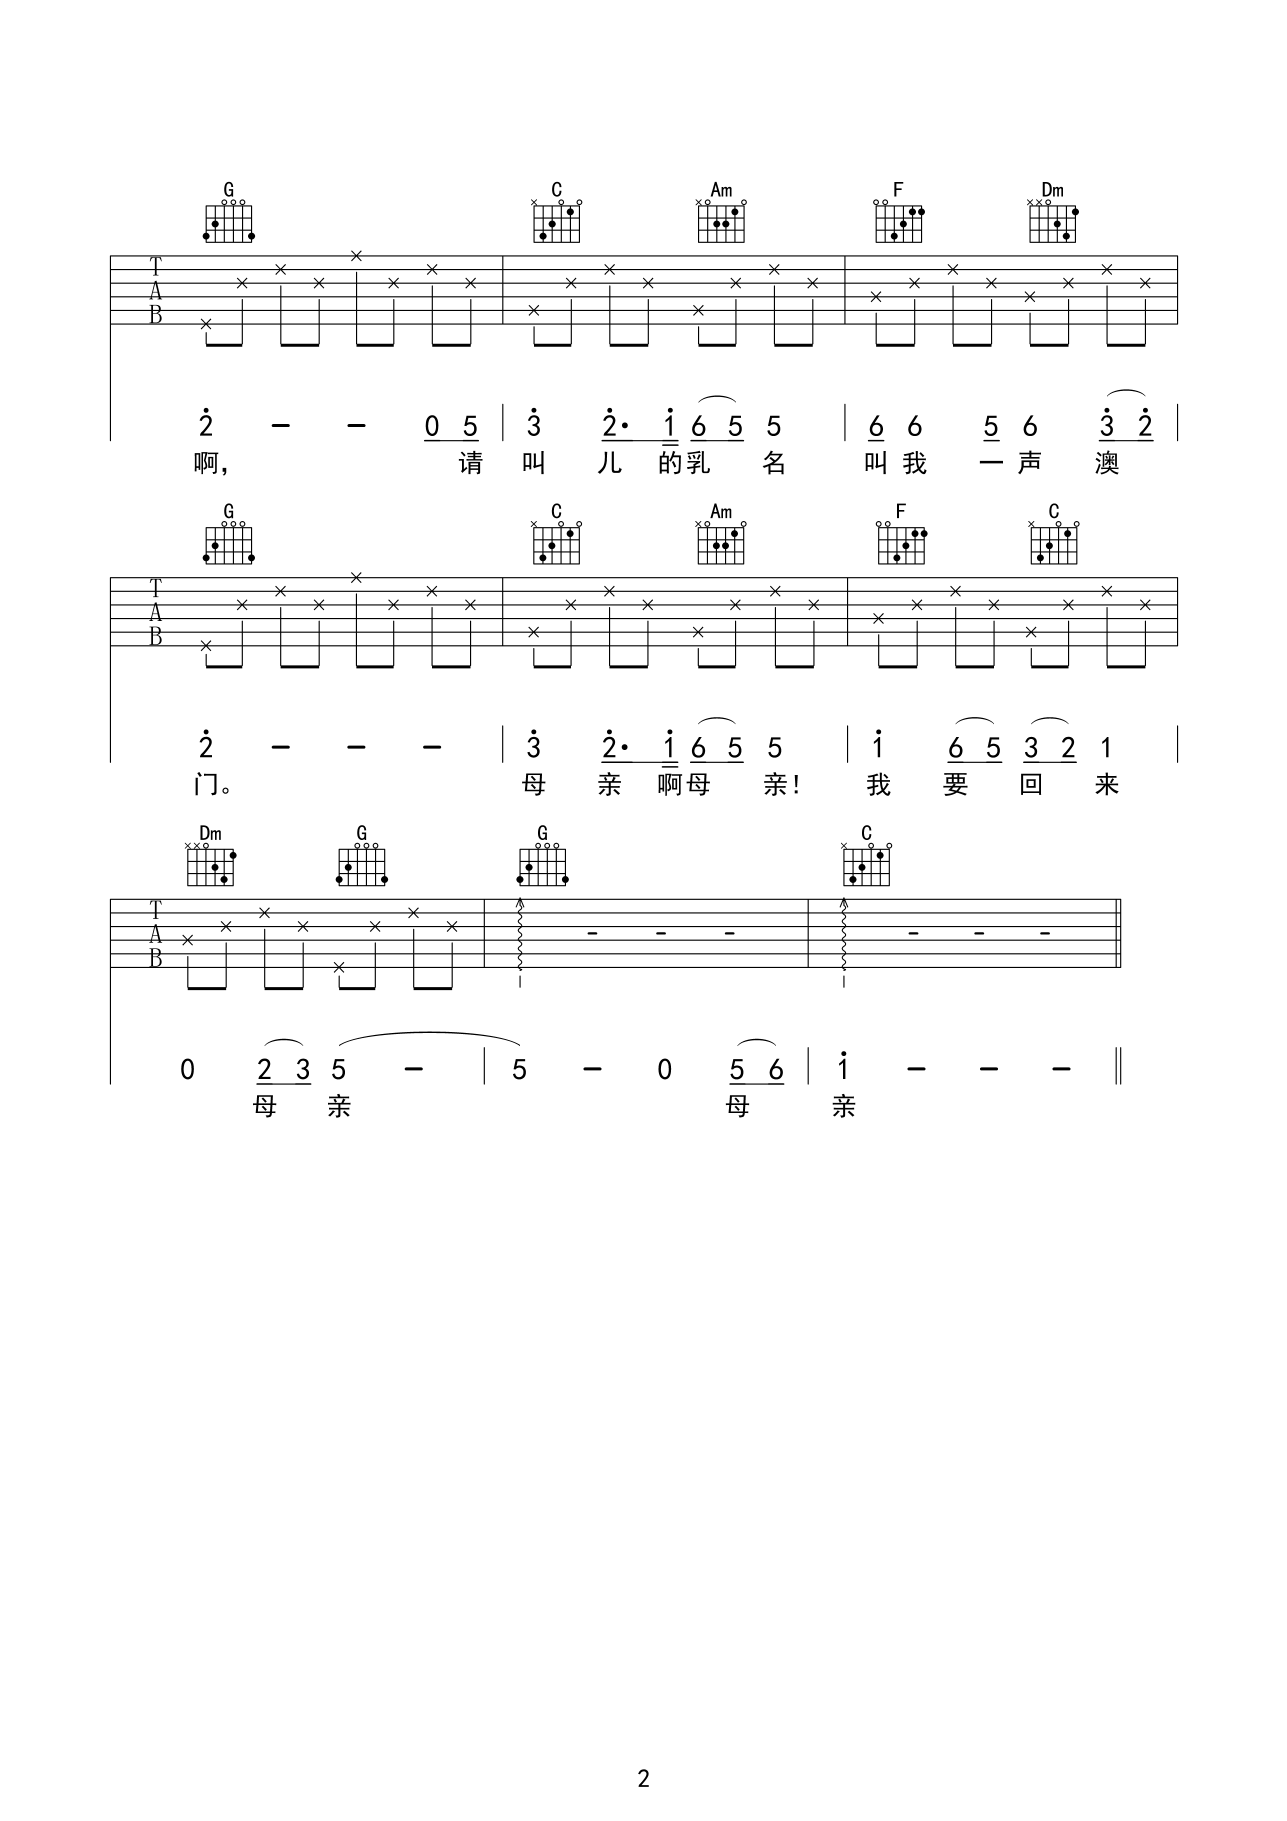 G C Am F Dm
T
A
B
2 - - 0 5 3 2· 1 6 5 5 6 6 5 6 3 2
啊, 请 叫 儿 的乳 名 叫 我 一 声 澳
G C Am F C
T
A
B
2 - - - 3 2· 1 6 5 5 1 6 5 3 2 1
门。 母 亲 啊母 亲! 我 要 回 来
Dm G G C
T
A
B
0 2 3 5 - 5 - 0 5 6 1 - - -
母 亲 母 亲
2